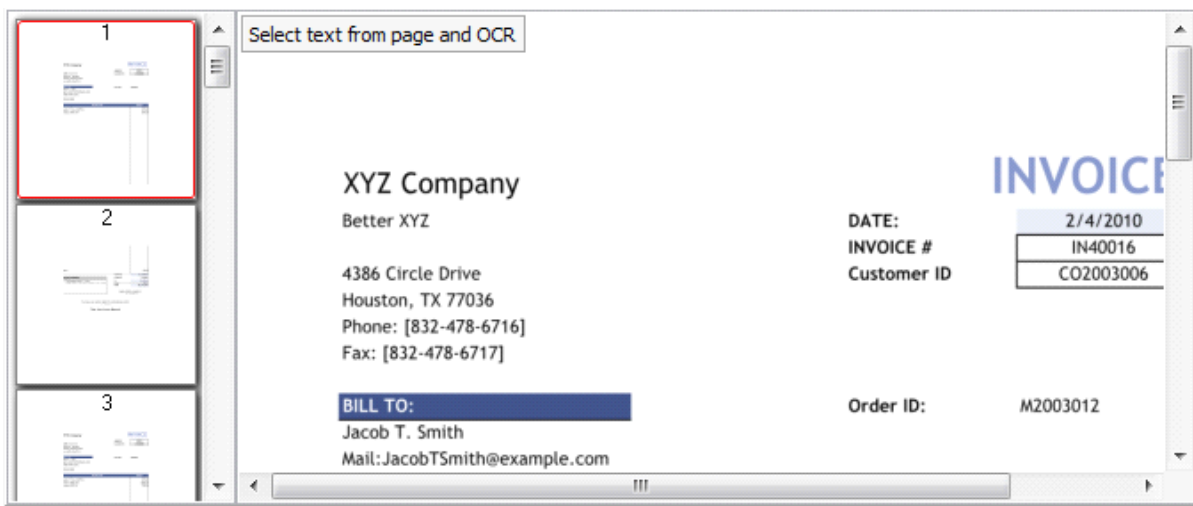 1
2
3
Select text from page and OCR
INVOICE
XYZ Company
Better XYZ
DATE: 2/4/2010
INVOICE # IN40016
4386 Circle Drive
Customer ID CO2003006
Houston, TX 77036
Phone: [832-478-6716]
Fax: [832-478-6717]
BILL TO:
Order ID: M2003012
Jacob T. Smith
Mail:JacobTSmith@example.com